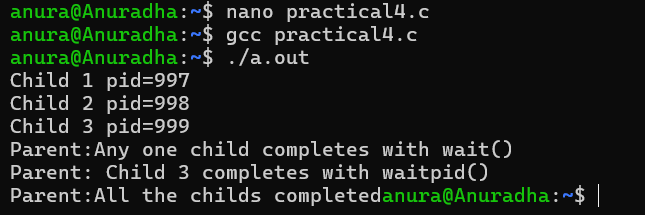 anura@Anuradha:~$ nano practical4.c
anura@Anuradha:~$ gcc practical4.c
anura@Anuradha:~$ ./a.out
Child 1 pid=997
Child 2 pid=998
Child 3 pid=999
Parent:Any one child completes with wait()
Parent: Child 3 completes with waitpid()
Parent:All the childs completedanura@Anuradha:~$